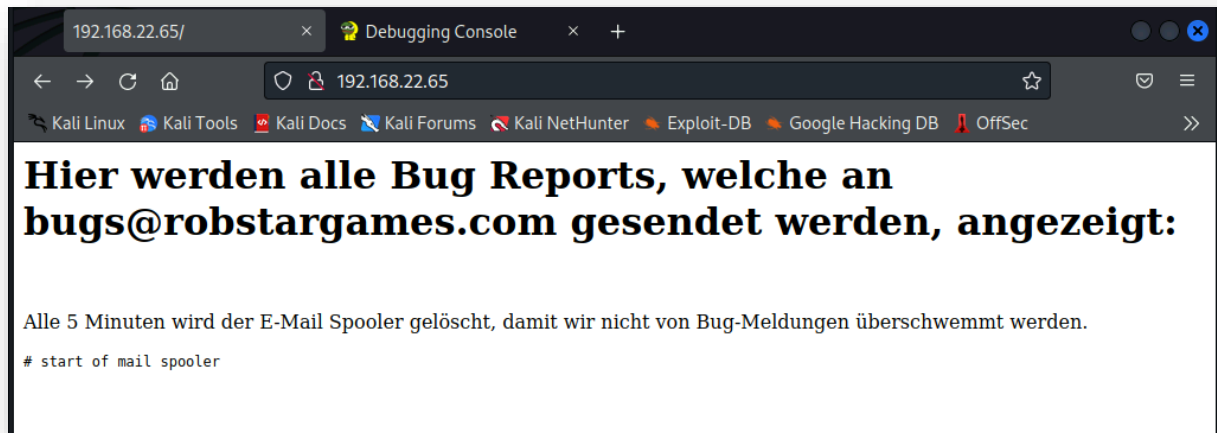 192.168.22.65/
Debugging Console
192.168.22.65
Kali Linux Kali Tools Kali Docs Kali Forums Kali NetHunter Exploit-DB Google Hacking DB OffSec
Hier werden alle Bug Reports, welche an
bugs@robstargames.com gesendet werden, angezeigt:
Alle 5 Minuten wird der E-Mail Spooler gelöscht, damit wir nicht von Bug-Meldungen überschwemmt werden.
# start of mail spooler